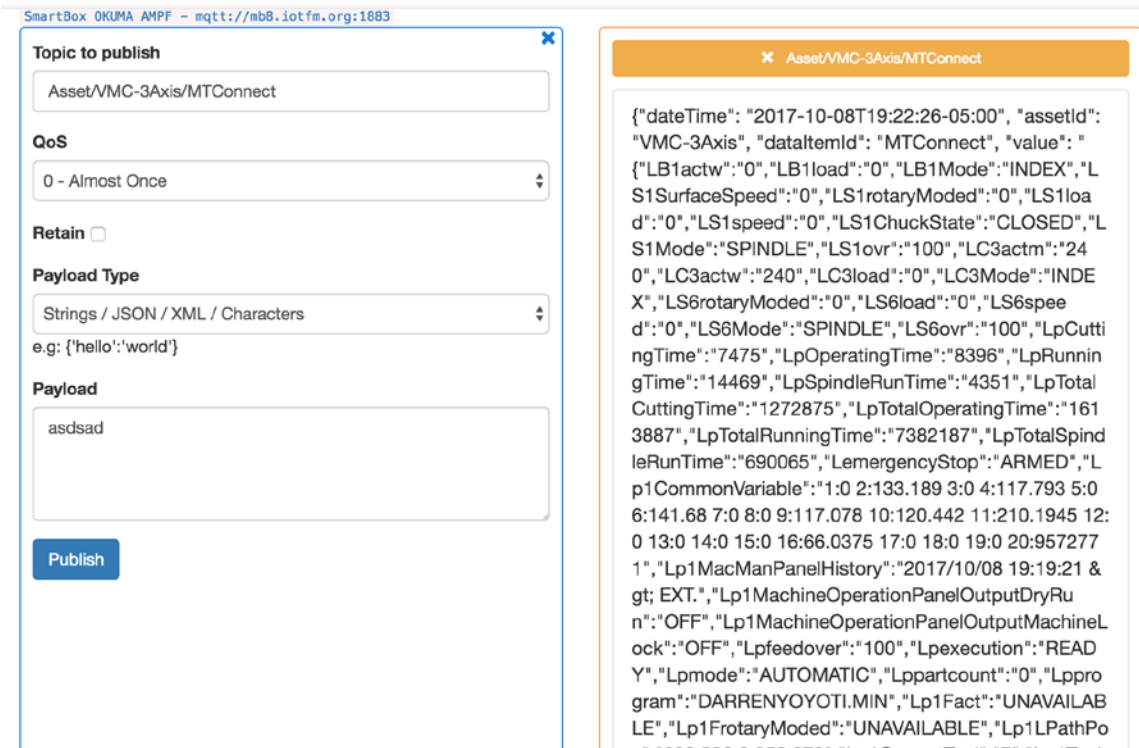 SmartBox OKUMA AMPF - mqtt://mb8.iotfm.org:1883
Topic to publish
Asset/VMC-3Axis/MTConnect
QoS
0 - Almost Once
Retain
Payload Type
Strings / JSON / XML / Characters
e.g: {'hello':'world'}
Payload
asdsad
Publish
Asset/VMC-3Axis/MTConnect
{"dateTime": "2017-10-08T19:22:26-05:00", "assetId":
"VMC-3Axis", "dataItemId": "MTConnect", "value": "
{"LB1actw":"0","LB1load":"0","LB1Mode":"INDEX","L
S1SurfaceSpeed":"0","LS1rotaryModed":"0","LS1loa
d":"0","LS1speed":"0","LS1ChuckState":"CLOSED","L
S1Mode":"SPINDLE","LS1ovr":"100","LC3actm":"24
0","LC3actw":"240","LC3load":"0","LC3Mode":"INDE
X","LS6rotaryModed":"0","LS6load":"0","LS6spee
d":"0","LS6Mode":"SPINDLE","LS6ovr":"100","LpCutti
ngTime":"7475","LpOperatingTime":"8396","LpRunnin
gTime":"14469","LpSpindleRunTime":"4351","LpTotal
CuttingTime":"1272875","LpTotalOperatingTime":"161
3887","LpTotalRunningTime":"7382187","LpTotalSpind
leRunTime":"690065","LemergencyStop":"ARMED","L
p1CommonVariable":"1:0 2:133.189 3:0 4:117.793 5:0
6:141.68 7:0 8:0 9:117.078 10:120.442 11:210.1945 12:
0 13:0 14:0 15:0 16:66.0375 17:0 18:0 19:0 20:957277
1","Lp1MacManPanelHistory":"2017/10/08 19:19:21 &
gt; EXT.","Lp1MachineOperationPanelOutputDryRu
n":"OFF","Lp1MachineOperationPanelOutputMachineL
ock":"OFF","Lpfeedover":"100","Lpexecution":"READ
Y","Lpmode":"AUTOMATIC","Lppartcount":"0","Lppro
gram":"DARRENYOYOTI.MIN","Lp1Fact":"UNAVAILAB
LE","Lp1FrotaryModed":"UNAVAILABLE","Lp1LPathPo